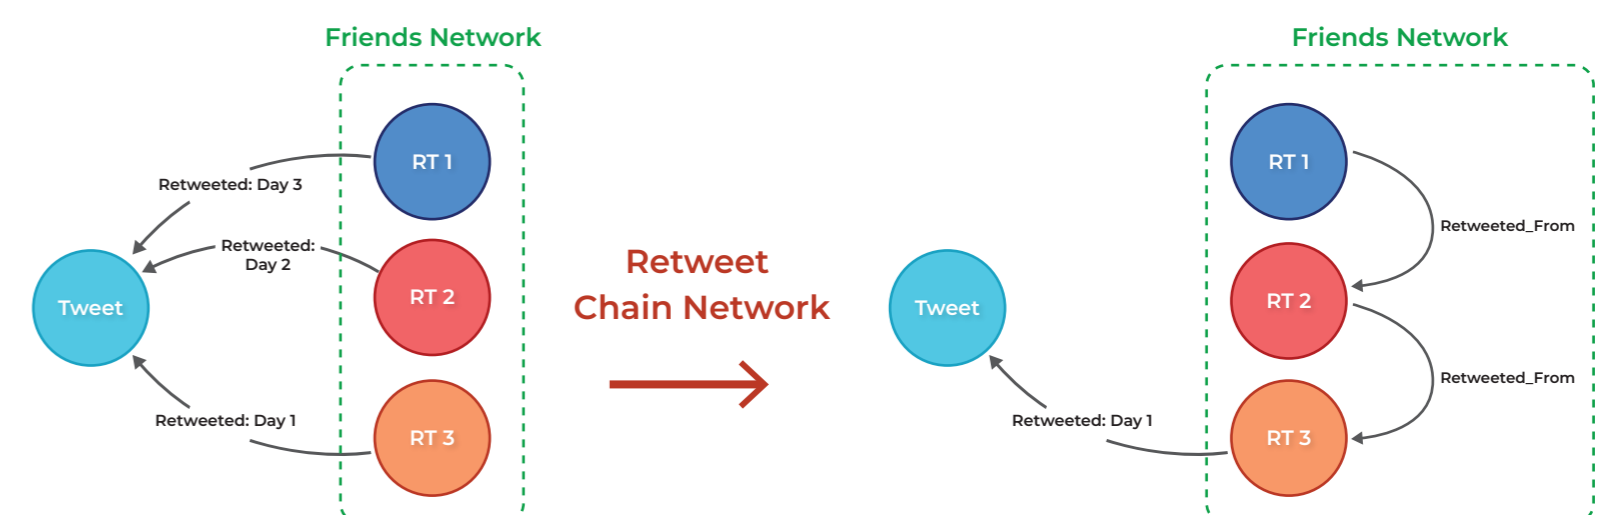 Friends Network
RT 1
Retweeted: Day 3
Retweeted:
Day 2
RT 2
Tweet
Retweeted: Day 1
RT 3
Retweet
Chain Network
Friends Network
RT 1
Retweeted_From
RT 2
Tweet
Retweeted_From
Retweeted: Day 1
RT 3